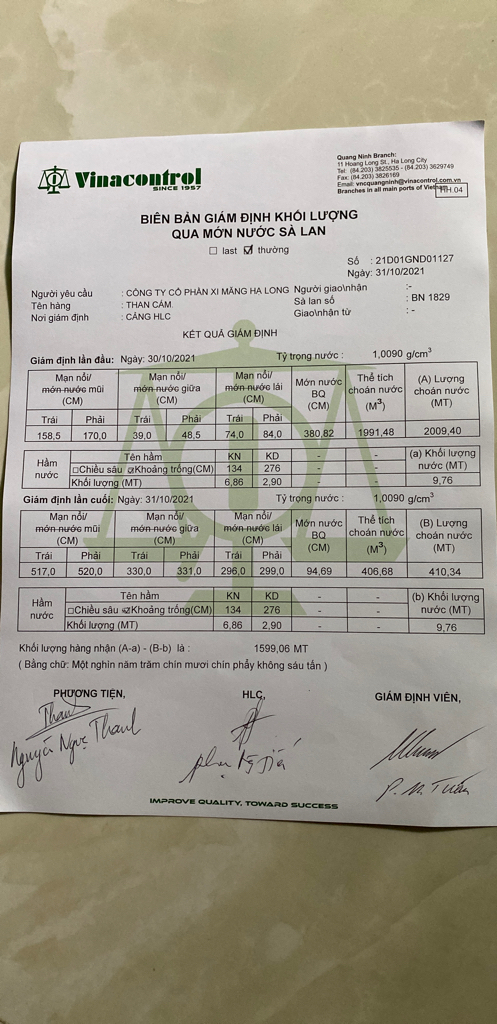 Vinacontrol
SINCE 1957
Quang Ninh Branch:
11 Hoang Long St., Ha Long City
Tel: (84.203) 3825535 - (84.203) 3629749
Fax: (84.203) 3826169
Email: vncquangninh@vinacontrol.com.vn
Branches in all main ports of Vietnam
HH.04
BIÊN BẢN GIÁM ĐỊNH KHỐI LƯỢNG
QUA MỚN NƯỚC SÀ LAN
☐ last ☑ thường
Số : 21D01GND01127
Ngày: 31/10/2021
Người yêu cầu : CÔNG TY CỔ PHẦN XI MĂNG HẠ LONG Người giao\nhận :-
Tên hàng : THAN CÁM. Sà lan số : BN 1829
Nơi giám định : CẢNG HLC Giao\nhận từ : -
KẾT QUẢ GIÁM ĐỊNH
Giám định lần đầu: Ngày: 30/10/2021 Tỷ trọng nước : 1,0090 g/cm³
Mạn nổi/ mớn nước mũi (CM) Mạn nổi/ mớn nước giữa (CM) Mạn nổi/ mớn nước lái (CM) Mớn nước BQ (CM) Thể tích choán nước (M³) (A) Lượng choán nước (MT)
Trái Phải Trái Phải Trái Phải
158,5 170,0 39,0 48,5 74,0 84,0 380,82 1991,48 2009,40
Hầm nước Tên hầm KN KD - - (a) Khối lượng nước (MT)
☐Chiều sâu ☑Khoảng trống(CM) 134 276 - -
Khối lượng (MT) 6,86 2,90 - - 9,76
Giám định lần cuối: Ngày: 31/10/2021 Tỷ trọng nước : 1,0090 g/cm³
Mạn nổi/ mớn nước mũi (CM) Mạn nổi/ mớn nước giữa (CM) Mạn nổi/ mớn nước lái (CM) Mớn nước BQ (CM) Thể tích choán nước (M³) (B) Lượng choán nước (MT)
Trái Phải Trái Phải Trái Phải
517,0 520,0 330,0 331,0 296,0 299,0 94,69 406,68 410,34
Hầm nước Tên hầm KN KD - - (b) Khối lượng nước (MT)
☐Chiều sâu ☑Khoảng trống(CM) 134 276 - -
Khối lượng (MT) 6,86 2,90 - - 9,76
Khối lượng hàng nhận (A-a) - (B-b) là : 1599,06 MT
( Bằng chữ: Một nghìn năm trăm chín mươi chín phẩy không sáu tấn )
PHƯƠNG TIỆN, HLC, GIÁM ĐỊNH VIÊN,
Thanh
Nguyễn Ngọc Thanh
IMPROVE QUALITY, TOWARD SUCCESS